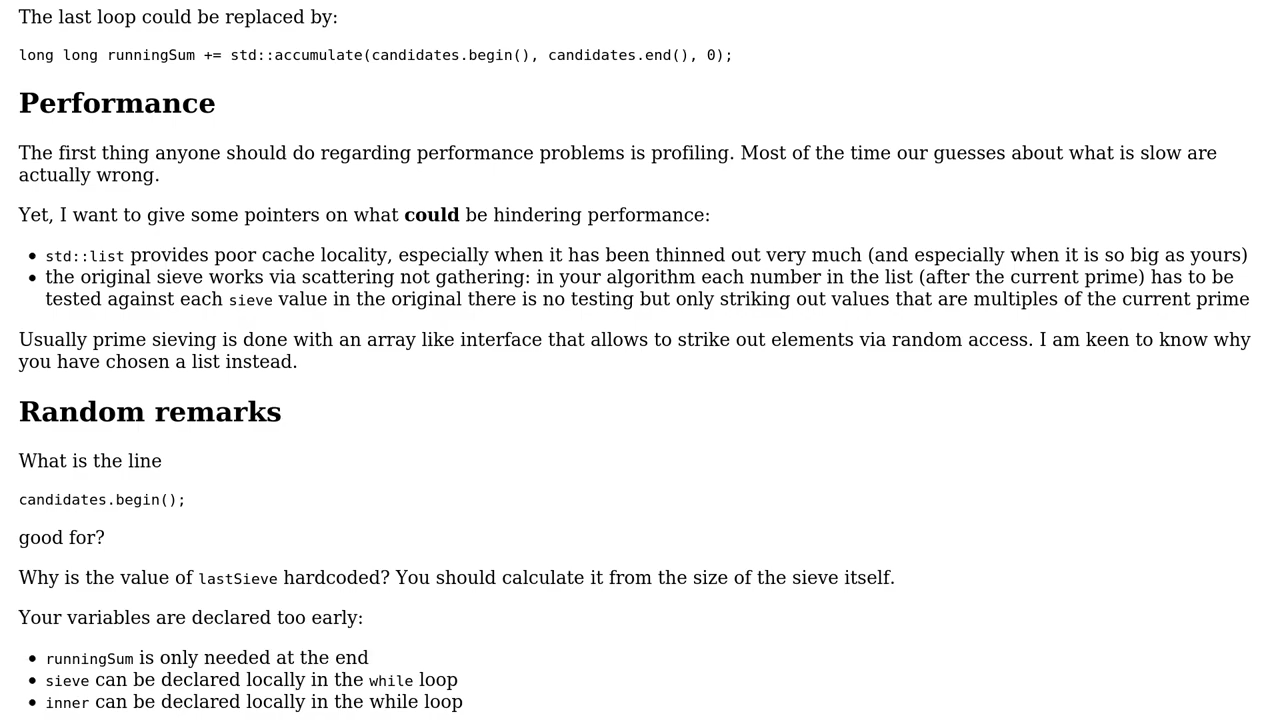 The last loop could be replaced by:
long long runningSum += std::accumulate(candidates.begin(), candidates.end(), 0);
Performance
The first thing anyone should do regarding performance problems is profiling. Most of the time our guesses about what is slow are
actually wrong.
Yet, I want to give some pointers on what could be hindering performance:
• std::list provides poor cache locality, especially when it has been thinned out very much (and especially when it is so big as yours)
• the original sieve works via scattering not gathering: in your algorithm each number in the list (after the current prime) has to be
tested against each sieve value in the original there is no testing but only striking out values that are multiples of the current prime
Usually prime sieving is done with an array like interface that allows to strike out elements via random access. I am keen to know why
you have chosen a list instead.
Random remarks
What is the line
candidates.begin();
good for?
Why is the value of lastSieve hardcoded? You should calculate it from the size of the sieve itself.
Your variables are declared too early:
• runningSum is only needed at the end
• sieve can be declared locally in the while loop
• inner can be declared locally in the while loop